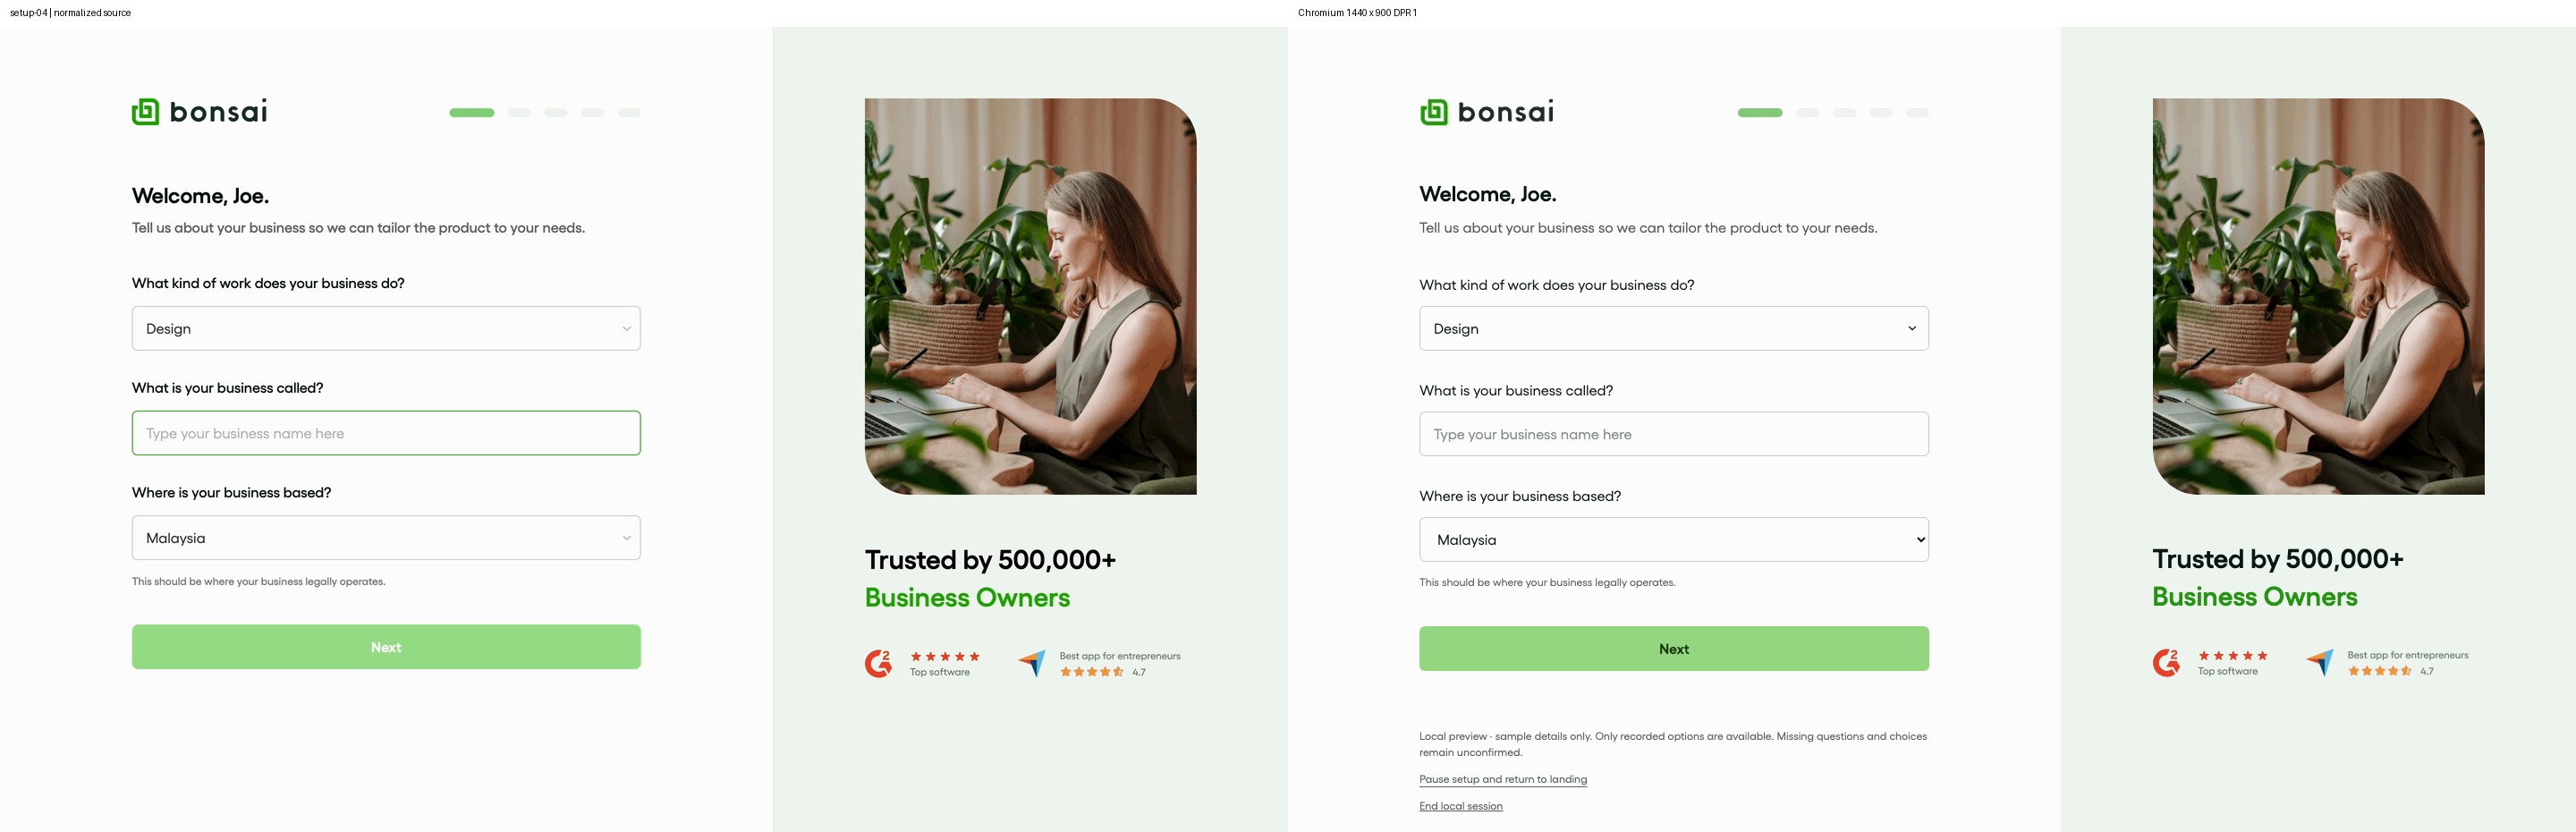 setup-04 | normalized source
bonsai
Welcome, Joe.
Tell us about your business so we can tailor the product to your needs.
What kind of work does your business do?
Design
What is your business called?
Type your business name here
Where is your business based?
Malaysia
This should be where your business legally operates.
Next
Trusted by 500,000+
Business Owners
G2
Top software
Best app for entrepreneurs
4.7
Chromium 1440 x 900 DPR 1
bonsai
Welcome, Joe.
Tell us about your business so we can tailor the product to your needs.
What kind of work does your business do?
Design
What is your business called?
Type your business name here
Where is your business based?
Malaysia
This should be where your business legally operates.
Next
Local preview · sample details only. Only recorded options are available. Missing questions and choices
remain unconfirmed.
Pause setup and return to landing
End local session
Trusted by 500,000+
Business Owners
G2
Top software
Best app for entrepreneurs
4.7